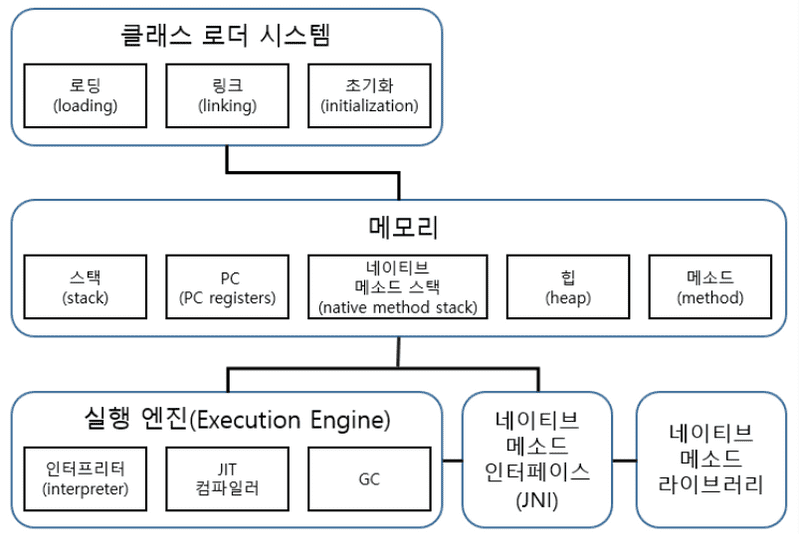 클래스 로더 시스템
로딩
(loading)
링크
(linking)
초기화
(initialization)
메모리
스택
(stack)
PC
(PC registers)
네이티브
메소드 스택
(native method stack)
힙
(heap)
메소드
(method)
실행 엔진(Execution Engine)
인터프리터
(interpreter)
JIT
컴파일러
GC
네이티브
메소드
인터페이스
(JNI)
네이티브
메소드
라이브러리